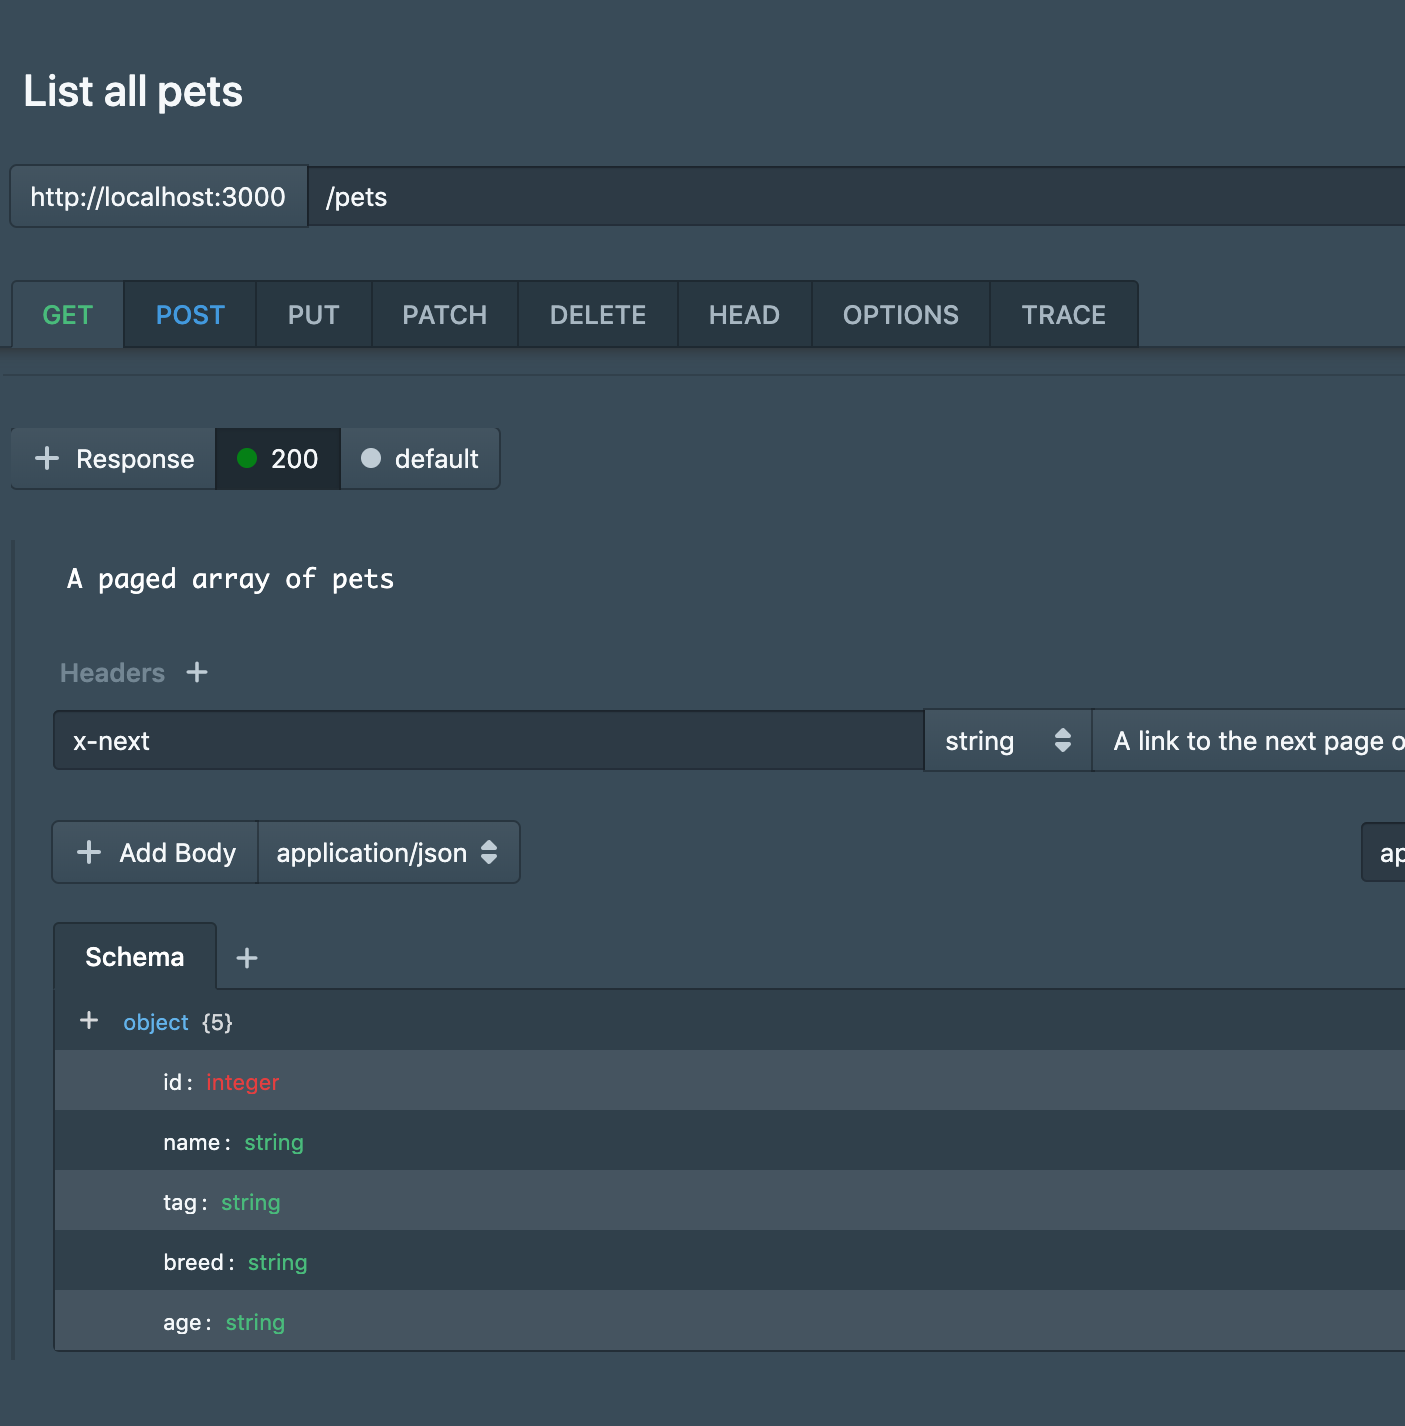 List all pets
http://localhost:3000 /pets
GET POST PUT PATCH DELETE HEAD OPTIONS TRACE
+ Response 200 default
A paged array of pets
Headers +
x-next string A link to the next page o
+ Add Body application/json ap
Schema +
+ object {5}
id: integer
name: string
tag: string
breed: string
age: string